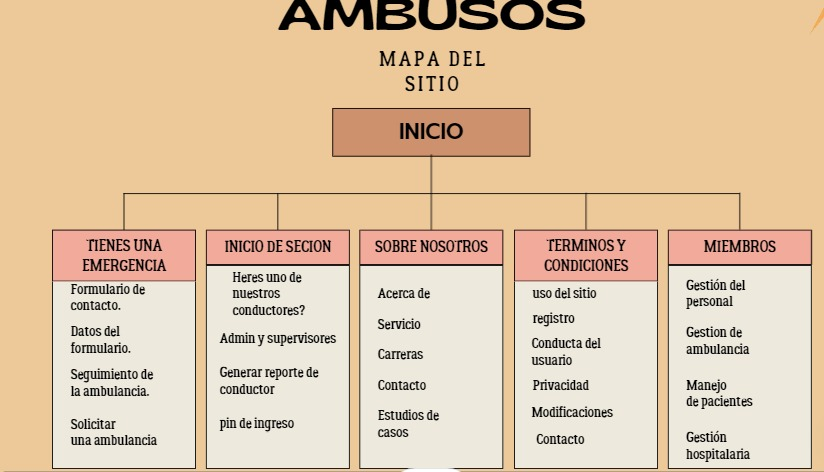 AMBUSOS
MAPA DEL
SITIO
INICIO
TIENES UNA
EMERGENCIA
Formulario de
contacto.
Datos del
formulario.
Seguimiento de
la ambulancia.
Solicitar
una ambulancia
INICIO DE SECION
Heres uno de
nuestros
conductores?
Admin y supervisores
Generar reporte de
conductor
pin de ingreso
SOBRE NOSOTROS
Acerca de
Servicio
Carreras
Contacto
Estudios de
casos
TERMINOS Y
CONDICIONES
uso del sitio
registro
Conducta del
usuario
Privacidad
Modificaciones
Contacto
MIEMBROS
Gestión del
personal
Gestion de
ambulancia
Manejo
de pacientes
Gestión
hospitalaria